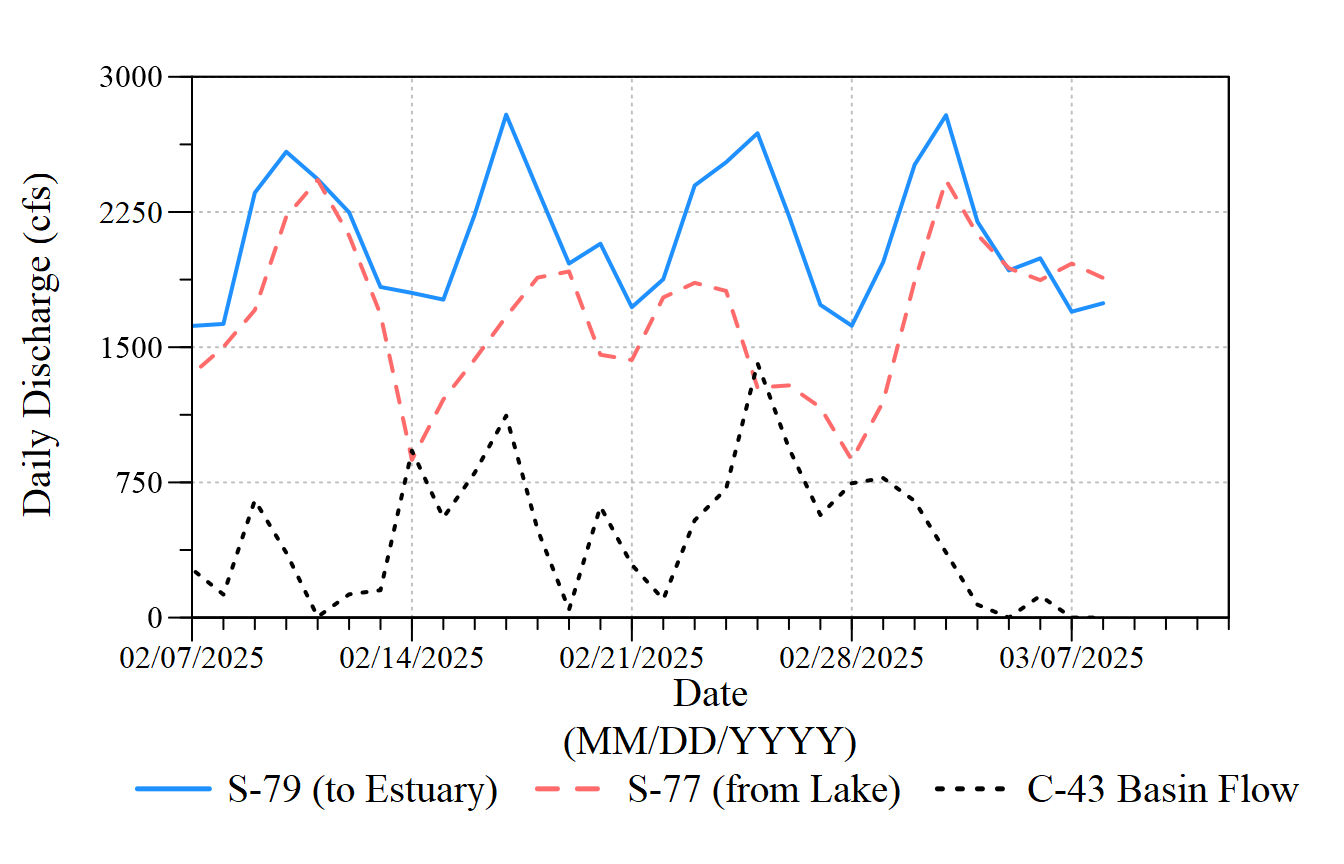 3000
2250
1500
750
0
Daily Discharge (cfs)
02/07/2025 02/14/2025 02/21/2025 02/28/2025 03/07/2025
Date
(MM/DD/YYYY)
S-79 (to Estuary) S-77 (from Lake) C-43 Basin Flow